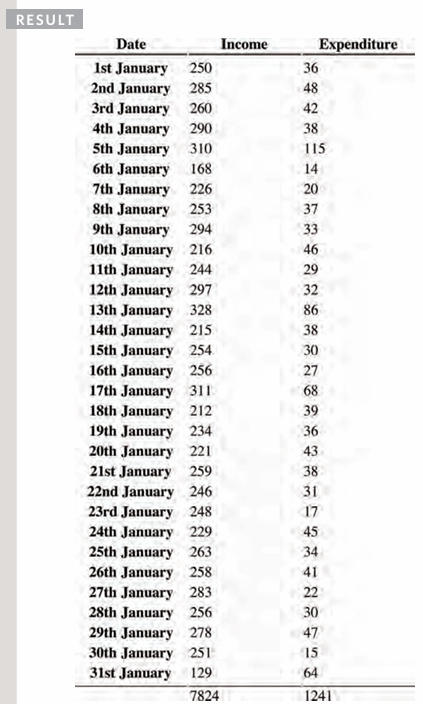 RESULT
Date Income Expenditure
1st January 250 36
2nd January 285 48
3rd January 260 42
4th January 290 38
5th January 310 115
6th January 168 14
7th January 226 20
8th January 253 37
9th January 294 33
10th January 216 46
11th January 244 29
12th January 297 32
13th January 328 86
14th January 215 38
15th January 254 30
16th January 256 27
17th January 311 68
18th January 212 39
19th January 234 36
20th January 221 43
21st January 259 38
22nd January 246 31
23rd January 248 17
24th January 229 45
25th January 263 34
26th January 258 41
27th January 283 22
28th January 256 30
29th January 278 47
30th January 251 15
31st January 129 64
7824 1241